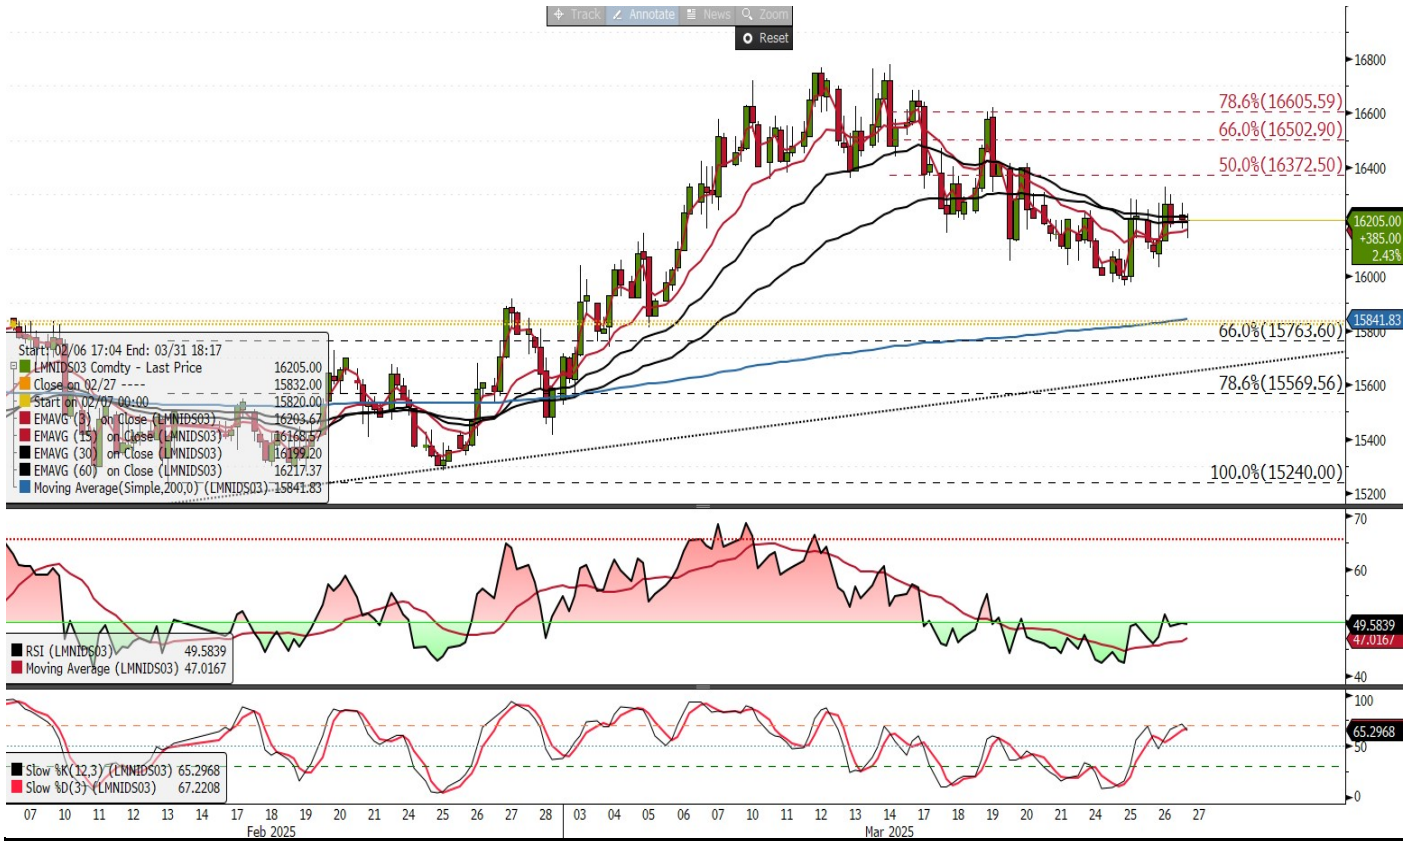 Track Annotate News Zoom
Reset
16800
78.6%(16605.59)
16600
66.0%(16502.90)
50.0%(16372.50)
16400
16205.00
+385.00
2.43%
16000
15841.83
15800
66.0%(15763.60)
78.6%(15569.56)
15600
15400
100.0%(15240.00)
15200
Start: 02/06 17:04 End: 03/31 18:17
LMNIDS03 Comdty - Last Price 16205.00
Close on 02/27 ---- 15832.00
Start on 02/07 00:00 15820.00
EMAVG (3) on Close (LMNIDS03) 16203.67
EMAVG (15) on Close (LMNIDS03) 16168.57
EMAVG (30) on Close (LMNIDS03) 16199.20
EMAVG (60) on Close (LMNIDS03) 16217.37
Moving Average(Simple,200,0) (LMNIDS03) 15841.83
70
60
49.5839
47.0167
40
RSI (LMNIDS03) 49.5839
Moving Average (LMNIDS03) 47.0167
100
65.2968
50
0
Slow %K(12,3) (LMNIDS03) 65.2968
Slow %D(3) (LMNIDS03) 67.2208
07 10 11 12 13 14 17 18 19 20 21 24 25 26 27 28 03 04 05 06 07 10 11 12 13 14 17 18 19 20 21 24 25 26 27
Feb 2025 Mar 2025